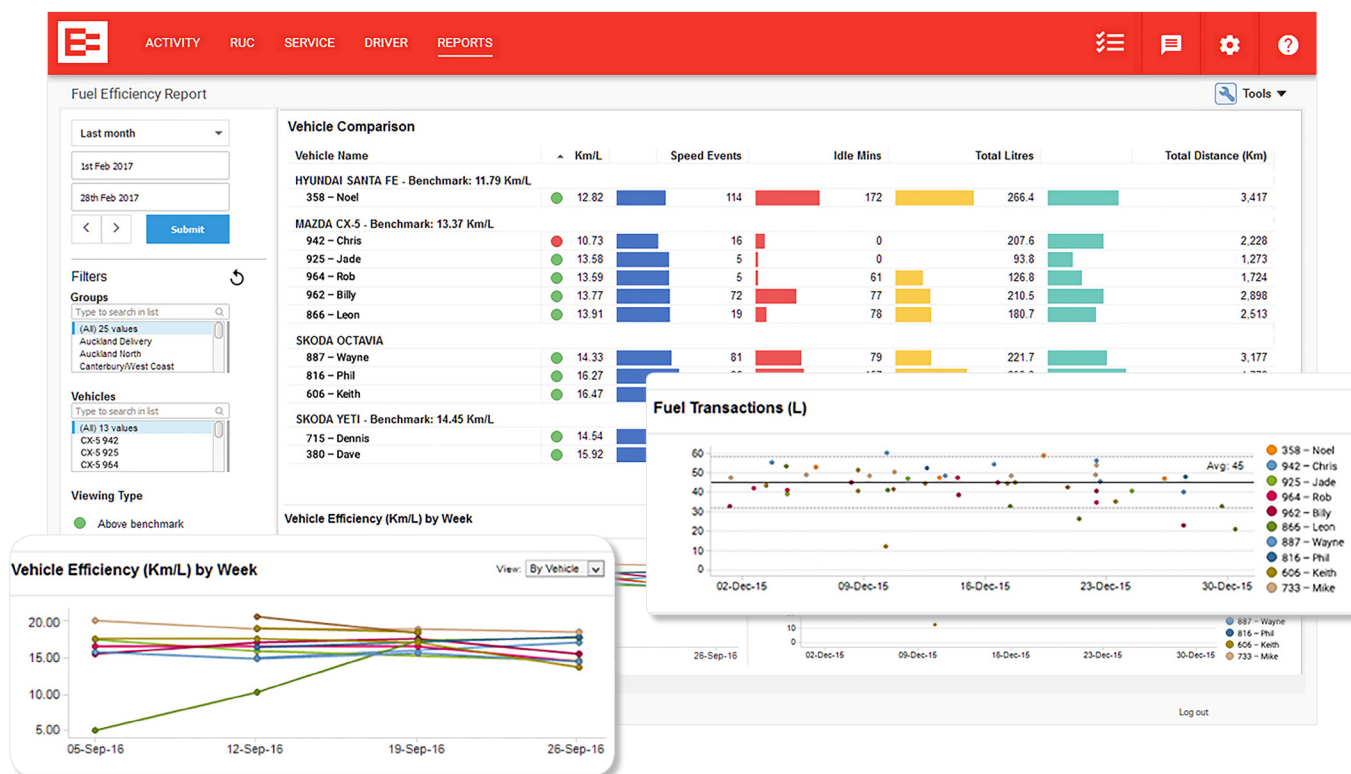 ACTIVITY RUC SERVICE DRIVER REPORTS
Fuel Efficiency Report
Tools
Last month
1st Feb 2017
28th Feb 2017
< > Submit
Filters
Groups
Type to search in list
(All) 25 values
Auckland Delivery
Auckland North
Canterbury/West Coast
Vehicles
Type to search in list
(All) 13 values
CX-5 942
CX-5 925
CX-5 964
Viewing Type
Above benchmark
Vehicle Comparison
Vehicle Name Km/L Speed Events Idle Mins Total Litres Total Distance (Km)
HYUNDAI SANTA FE - Benchmark: 11.79 Km/L
358 – Noel 12.82 114 172 266.4 3,417
MAZDA CX-5 - Benchmark: 13.37 Km/L
942 – Chris 10.73 16 0 207.6 2,228
925 – Jade 13.58 5 0 93.8 1,273
964 – Rob 13.59 5 61 126.8 1,724
962 – Billy 13.77 72 77 210.5 2,898
866 – Leon 13.91 19 78 180.7 2,513
SKODA OCTAVIA
887 – Wayne 14.33 81 79 221.7 3,177
816 – Phil 16.27
606 – Keith 16.47
SKODA YETI - Benchmark: 14.45 Km/L
715 – Dennis 14.54
380 – Dave 15.92
Vehicle Efficiency (Km/L) by Week
Fuel Transactions (L)
60
50
40
30
20
10
0
Avg: 45
02-Dec-15 09-Dec-15 16-Dec-15 23-Dec-15 30-Dec-15
358 – Noel
942 – Chris
925 – Jade
964 – Rob
962 – Billy
866 – Leon
887 – Wayne
816 – Phil
606 – Keith
733 – Mike
Vehicle Efficiency (Km/L) by Week
View: By Vehicle
20.00
15.00
10.00
5.00
05-Sep-16 12-Sep-16 19-Sep-16 26-Sep-16
26-Sep-16
10
0
02-Dec-15 09-Dec-15 16-Dec-15 23-Dec-15 30-Dec-15
887 – Wayne
816 – Phil
606 – Keith
733 – Mike
Log out